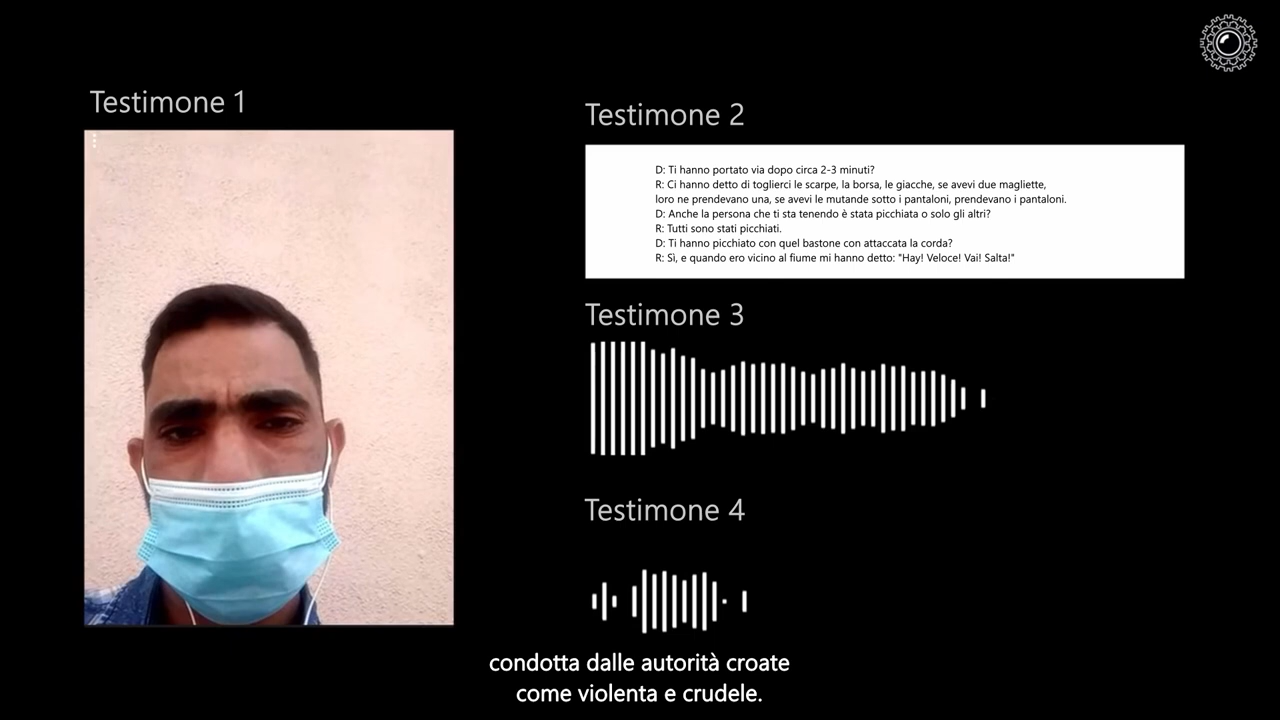 Testimone 1
Testimone 2
D: Ti hanno portato via dopo circa 2-3 minuti?
R: Ci hanno detto di toglierci le scarpe, la borsa, le giacche, se avevi due magliette,
loro ne prendevano una, se avevi le mutande sotto i pantaloni, prendevano i pantaloni.
D: Anche la persona che ti sta tenendo è stata picchiata o solo gli altri?
R: Tutti sono stati picchiati.
D: Ti hanno picchiato con quel bastone con attaccata la corda?
R: Sì, e quando ero vicino al fiume mi hanno detto: "Hay! Veloce! Vai! Salta!"
Testimone 3
Testimone 4
condotta dalle autorità croate
come violenta e crudele.